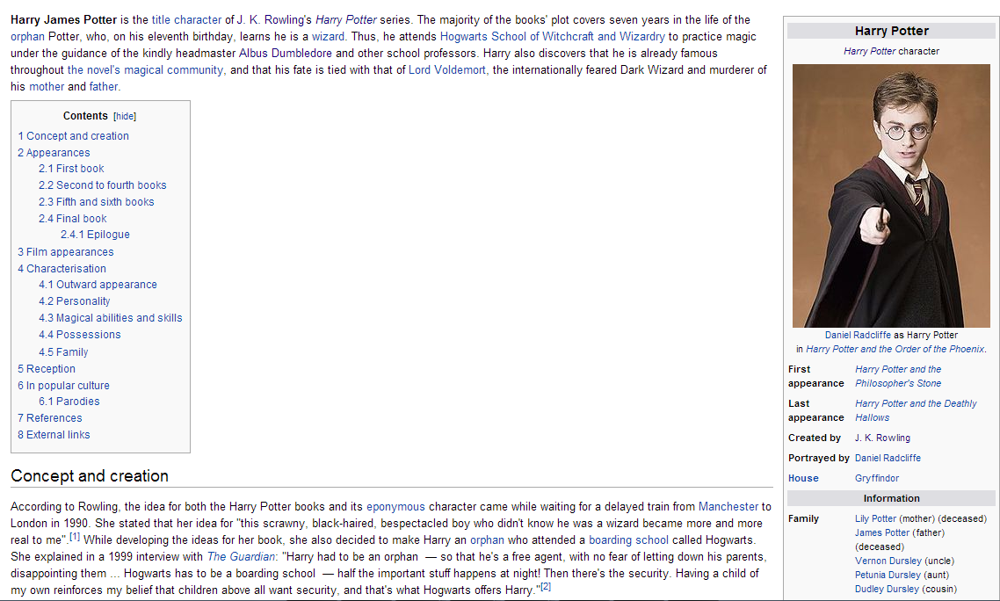 Harry James Potter is the title character of J. K. Rowling's Harry Potter series. The majority of the books' plot covers seven years in the life of the
orphan Potter, who, on his eleventh birthday, learns he is a wizard. Thus, he attends Hogwarts School of Witchcraft and Wizardry to practice magic
under the guidance of the kindly headmaster Albus Dumbledore and other school professors. Harry also discovers that he is already famous
throughout the novel's magical community, and that his fate is tied with that of Lord Voldemort, the internationally feared Dark Wizard and murderer of
his mother and father.
Contents [hide]
1 Concept and creation
2 Appearances
2.1 First book
2.2 Second to fourth books
2.3 Fifth and sixth books
2.4 Final book
2.4.1 Epilogue
3 Film appearances
4 Characterisation
4.1 Outward appearance
4.2 Personality
4.3 Magical abilities and skills
4.4 Possessions
4.5 Family
5 Reception
6 In popular culture
6.1 Parodies
7 References
8 External links
Concept and creation
According to Rowling, the idea for both the Harry Potter books and its eponymous character came while waiting for a delayed train from Manchester to
London in 1990. She stated that her idea for "this scrawny, black-haired, bespectacled boy who didn't know he was a wizard became more and more
real to me".[1] While developing the ideas for her book, she also decided to make Harry an orphan who attended a boarding school called Hogwarts.
She explained in a 1999 interview with The Guardian: "Harry had to be an orphan — so that he's a free agent, with no fear of letting down his parents,
disappointing them ... Hogwarts has to be a boarding school — half the important stuff happens at night! Then there's the security. Having a child of
my own reinforces my belief that children above all want security, and that's what Hogwarts offers Harry."[2]
Harry Potter
Harry Potter character
Daniel Radcliffe as Harry Potter
in Harry Potter and the Order of the Phoenix.
First Harry Potter and the
appearance Philosopher's Stone
Last Harry Potter and the Deathly
appearance Hallows
Created by J. K. Rowling
Portrayed by Daniel Radcliffe
House Gryffindor
Information
Family Lily Potter (mother) (deceased)
James Potter (father)
(deceased)
Vernon Dursley (uncle)
Petunia Dursley (aunt)
Dudley Dursley (cousin)